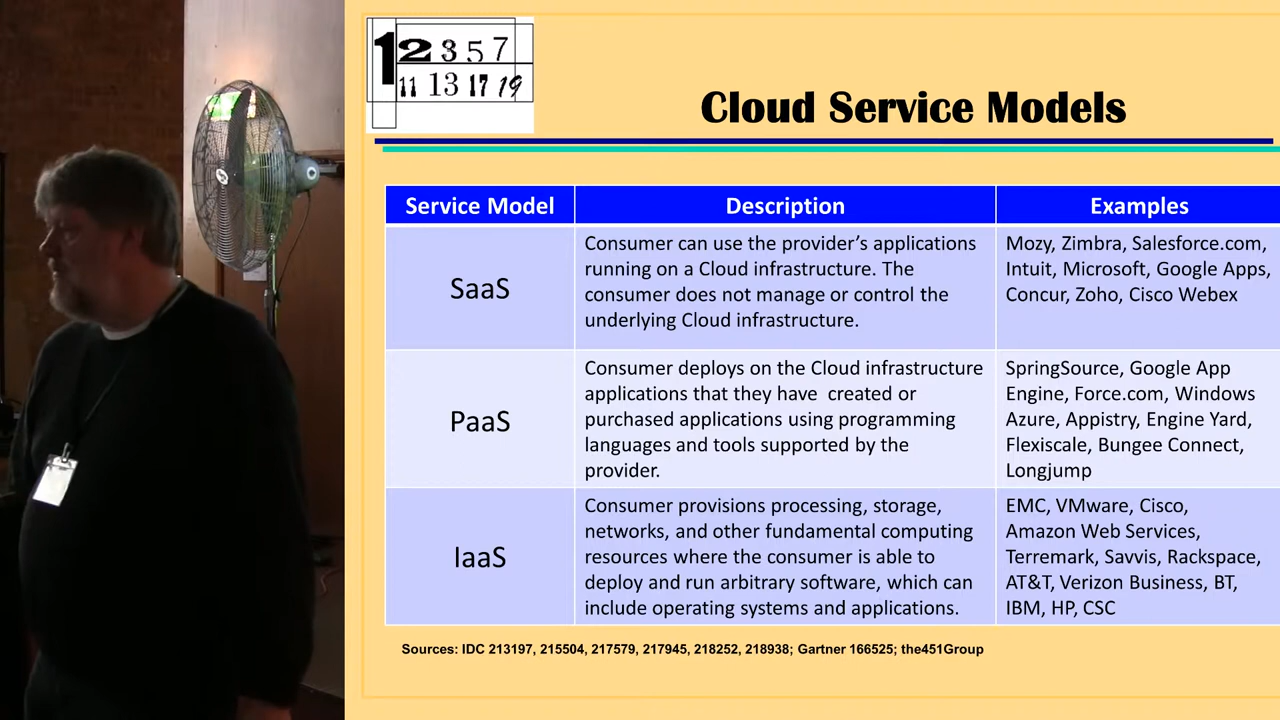 1 2 3 5 7
11 13 17 19
Cloud Service Models
Service Model
Description
Examples
SaaS
Consumer can use the provider’s applications
running on a Cloud infrastructure. The
consumer does not manage or control the
underlying Cloud infrastructure.
Mozy, Zimbra, Salesforce.com,
Intuit, Microsoft, Google Apps,
Concur, Zoho, Cisco Webex
PaaS
Consumer deploys on the Cloud infrastructure
applications that they have created or
purchased applications using programming
languages and tools supported by the
provider.
SpringSource, Google App
Engine, Force.com, Windows
Azure, Appistry, Engine Yard,
Flexiscale, Bungee Connect,
Longjump
IaaS
Consumer provisions processing, storage,
networks, and other fundamental computing
resources where the consumer is able to
deploy and run arbitrary software, which can
include operating systems and applications.
EMC, VMware, Cisco,
Amazon Web Services,
Terremark, Savvis, Rackspace,
AT&T, Verizon Business, BT,
IBM, HP, CSC
Sources: IDC 213197, 215504, 217579, 217945, 218252, 218938; Gartner 166525; the451Group